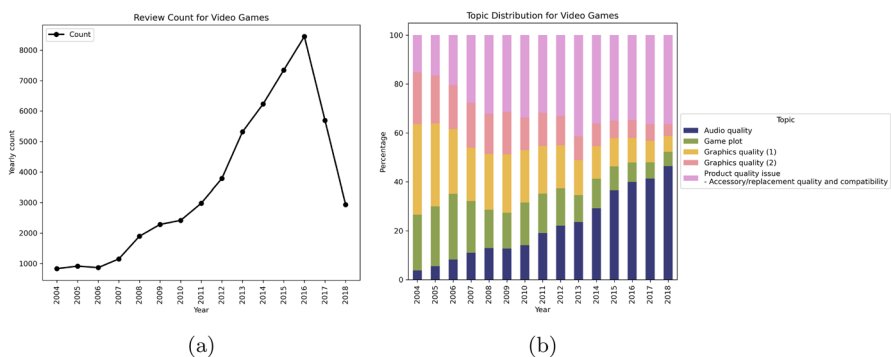 Review Count for Video Games
Count
Yearly count
8000
7000
6000
5000
4000
3000
2000
1000
2004
2005
2006
2007
2008
2009
2010
2011
2012
2013
2014
2015
2016
2017
2018
Year
(a)
Topic Distribution for Video Games
Percentage
100
80
60
40
20
0
2004
2005
2006
2007
2008
2009
2010
2011
2012
2013
2014
2015
2016
2017
2018
Year
Topic
Audio quality
Game plot
Graphics quality (1)
Graphics quality (2)
Product quality issue
- Accessory/replacement quality and compatibility
(b)